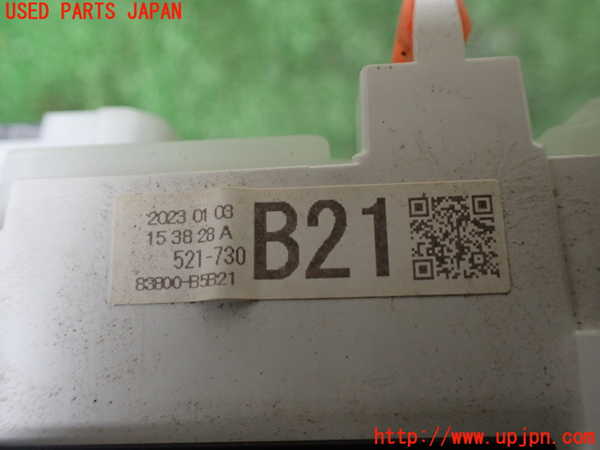 USED PARTS JAPAN
2023 01 03
15 38 28 A
521-730
83800-B5B21
B21
http://www.upjpn.com/